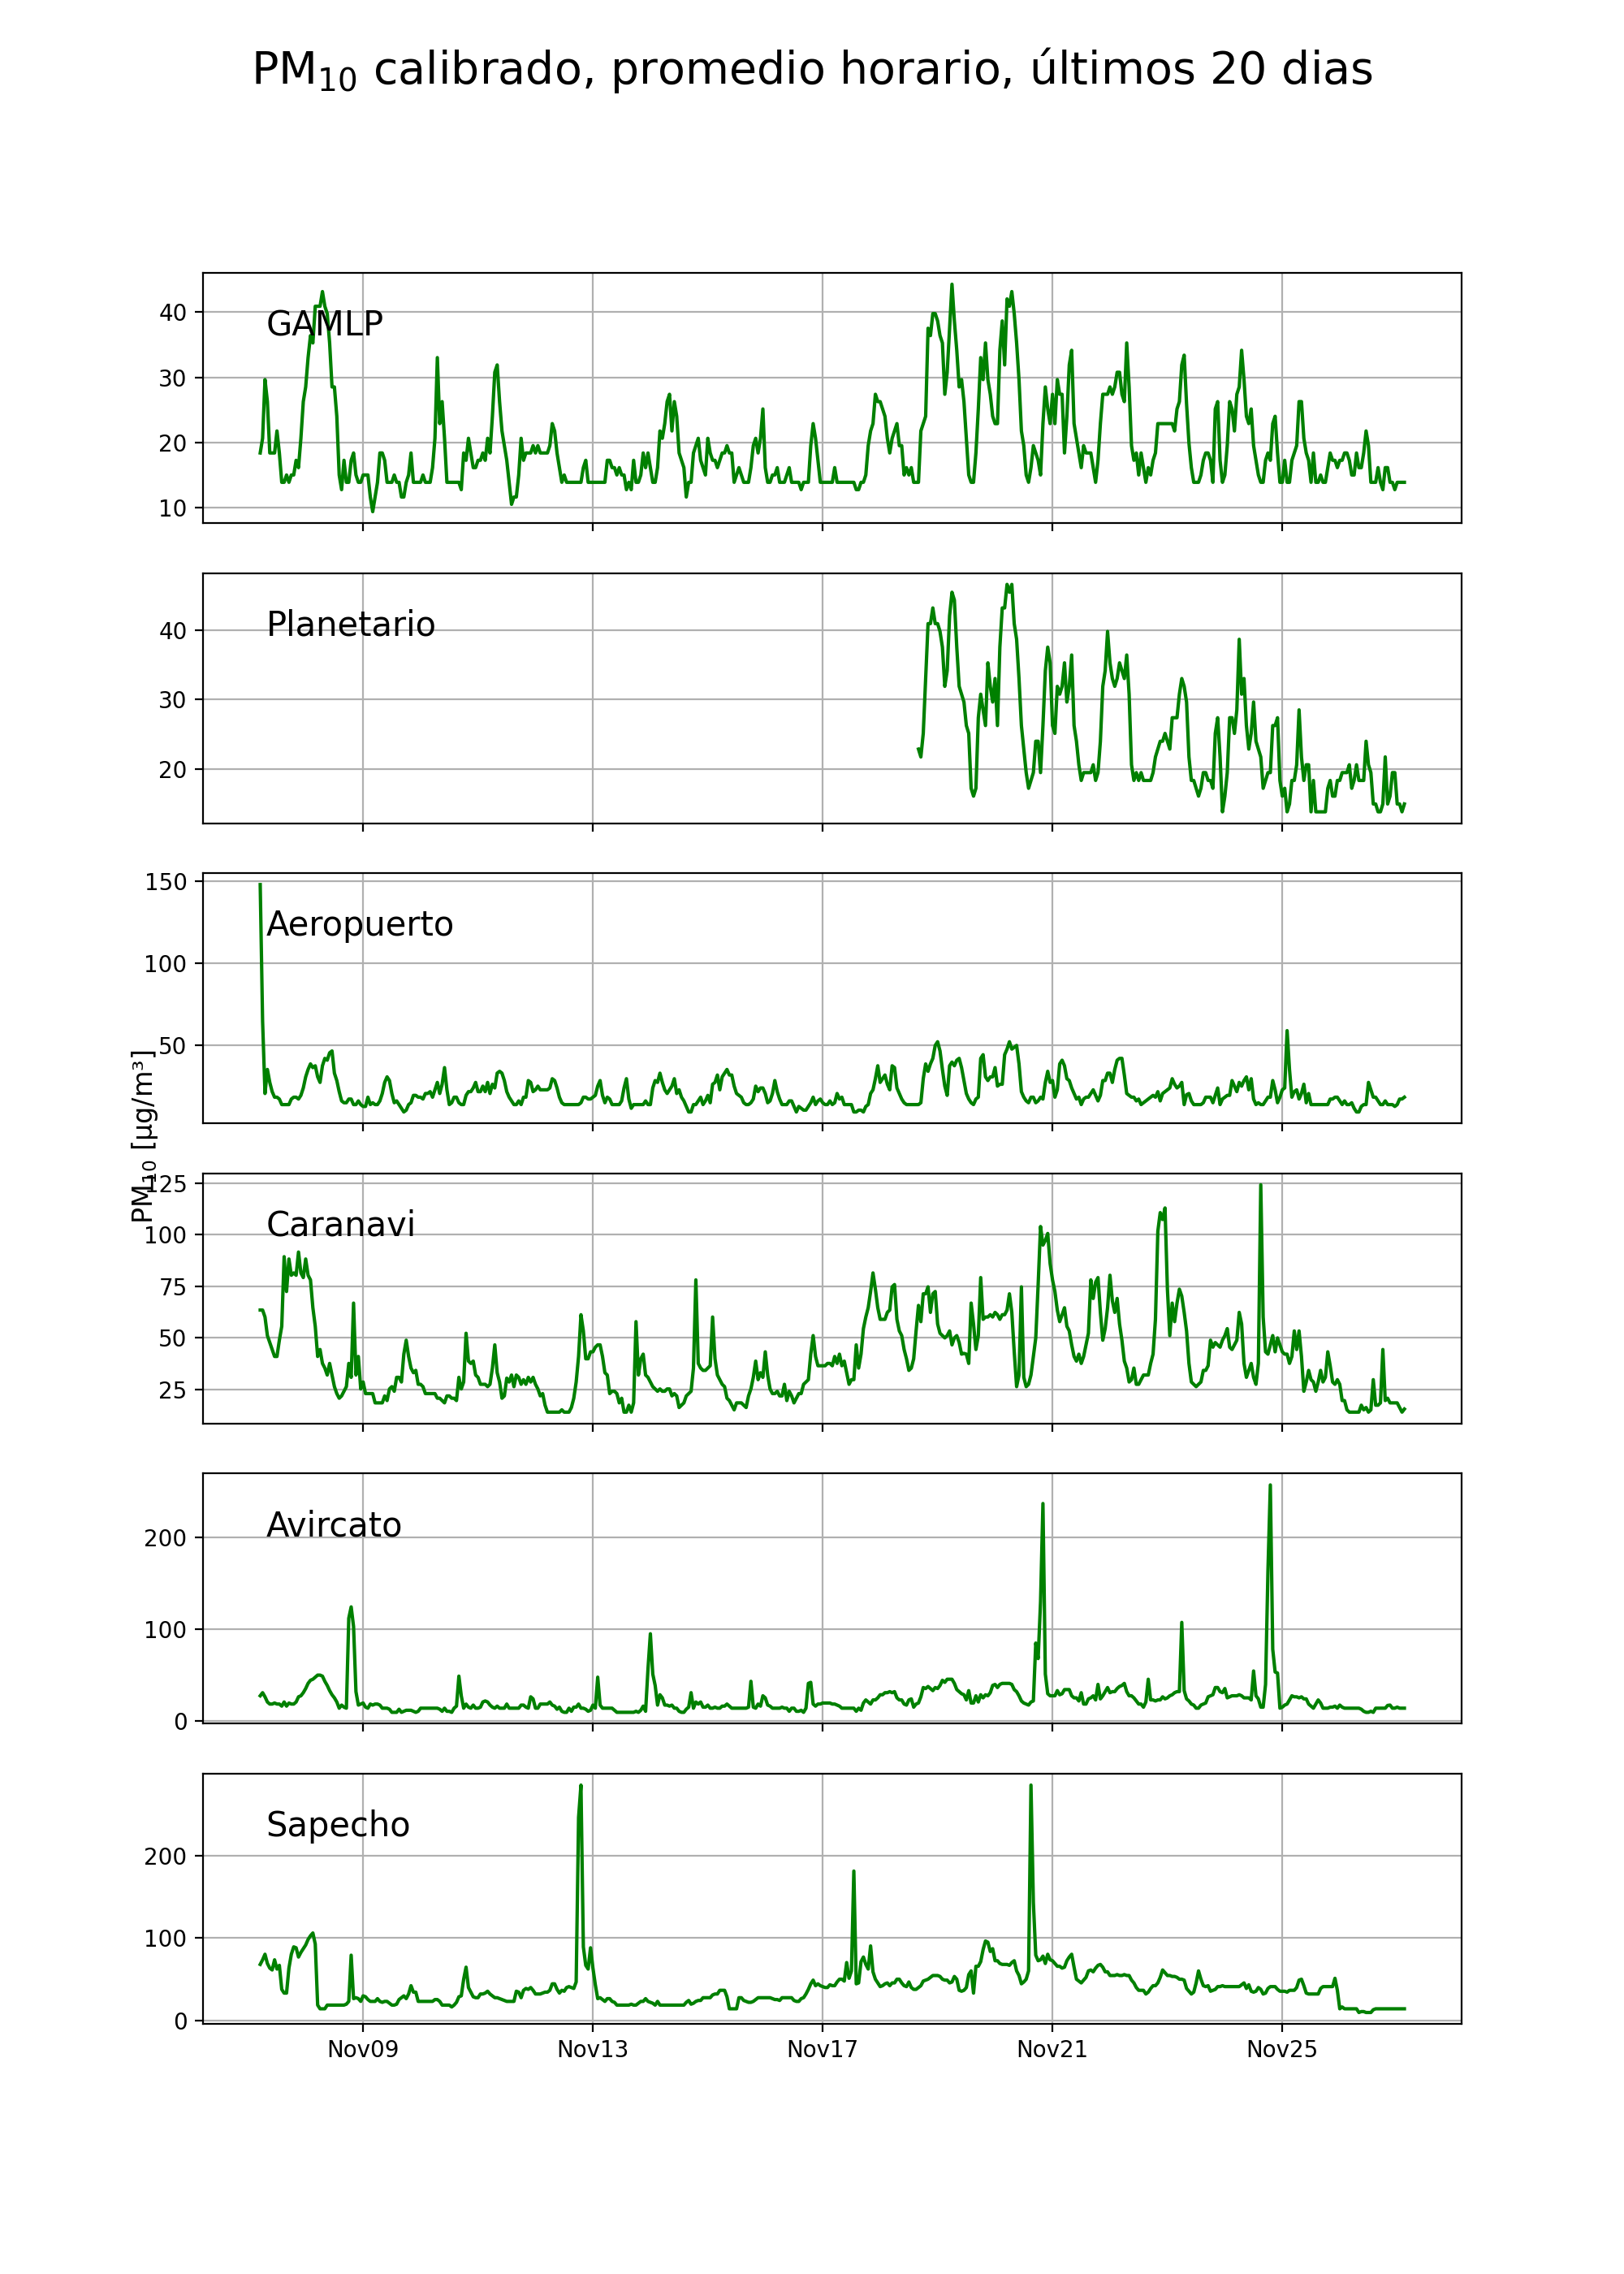 PM₁₀ calibrado, promedio horario, últimos 20 dias
GAMLP
40
30
20
10
Planetario
40
30
20
Aeropuerto
150
100
50
PM₁₀ [µg/m³]
Caranavi
125
100
75
50
25
Avircato
200
100
0
Sapecho
200
100
0
Nov09 Nov13 Nov17 Nov21 Nov25